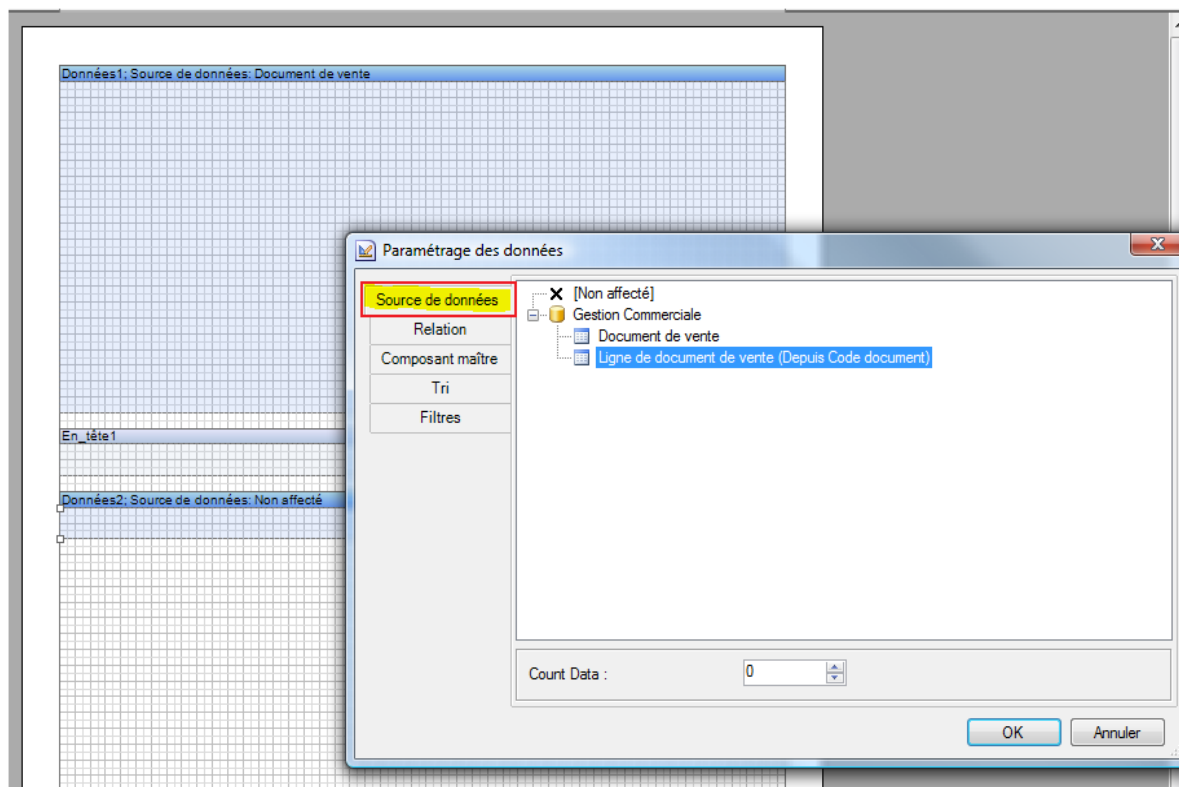 Données1; Source de données: Document de vente
En_tête1
Données2; Source de données: Non affecté
Paramétrage des données
Source de données
Relation
Composant maître
Tri
Filtres
[Non affecté]
Gestion Commerciale
Document de vente
Ligne de document de vente (Depuis Code document)
Count Data :
0
OK
Annuler